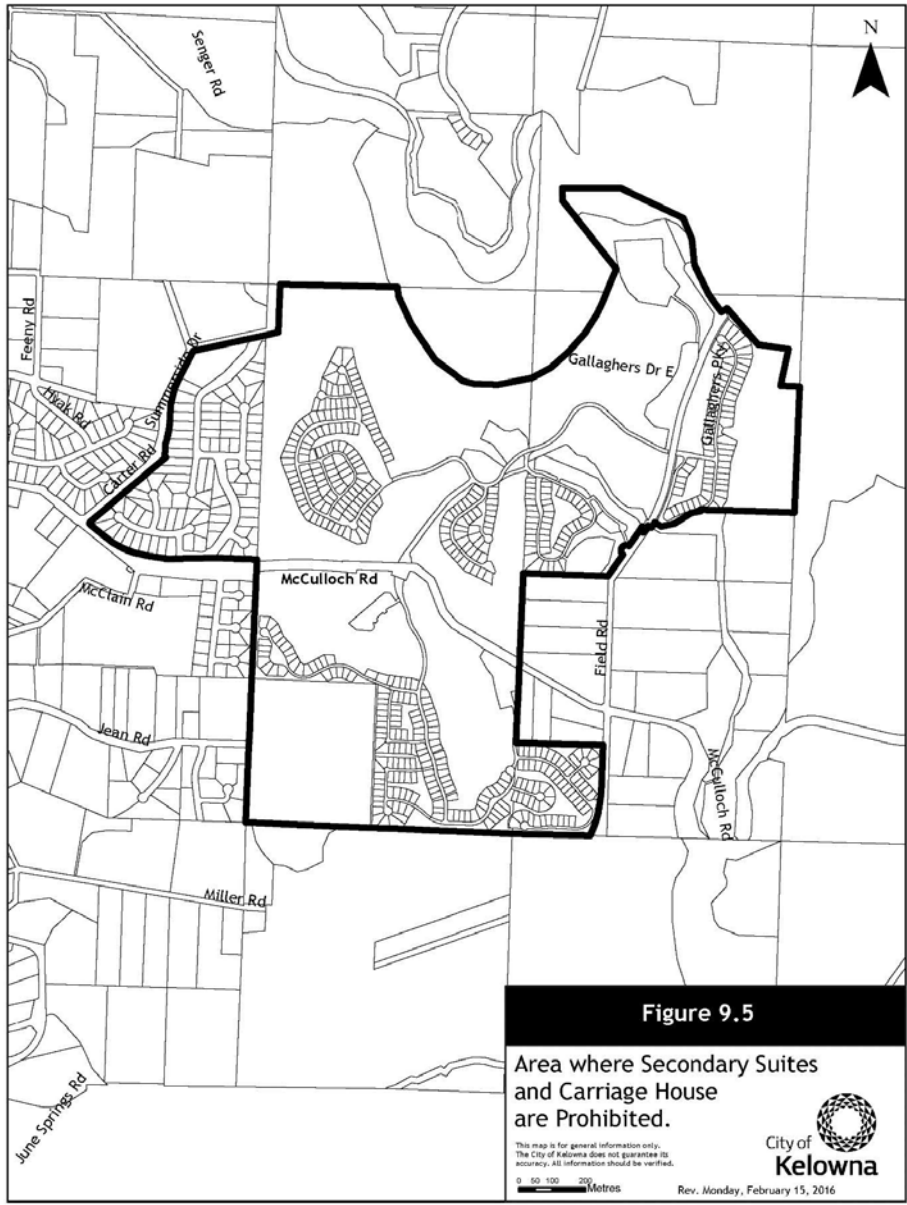 N
Senger Rd
Feeny Rd
Summerside Dr
Hyak Rd
Carter Rd
Gallaghers Dr E
Gallaghers Pky
McCulloch Rd
McClain Rd
Field Rd
Jean Rd
McCulloch Rd
Miller Rd
June Springs Rd
Figure 9.5
Area where Secondary Suites
and Carriage House
are Prohibited.
This map is for general information only.
The City of Kelowna does not guarantee its
accuracy. All information should be verified.
0 50 100 200
Metres
City of
Kelowna
Rev. Monday, February 15, 2016